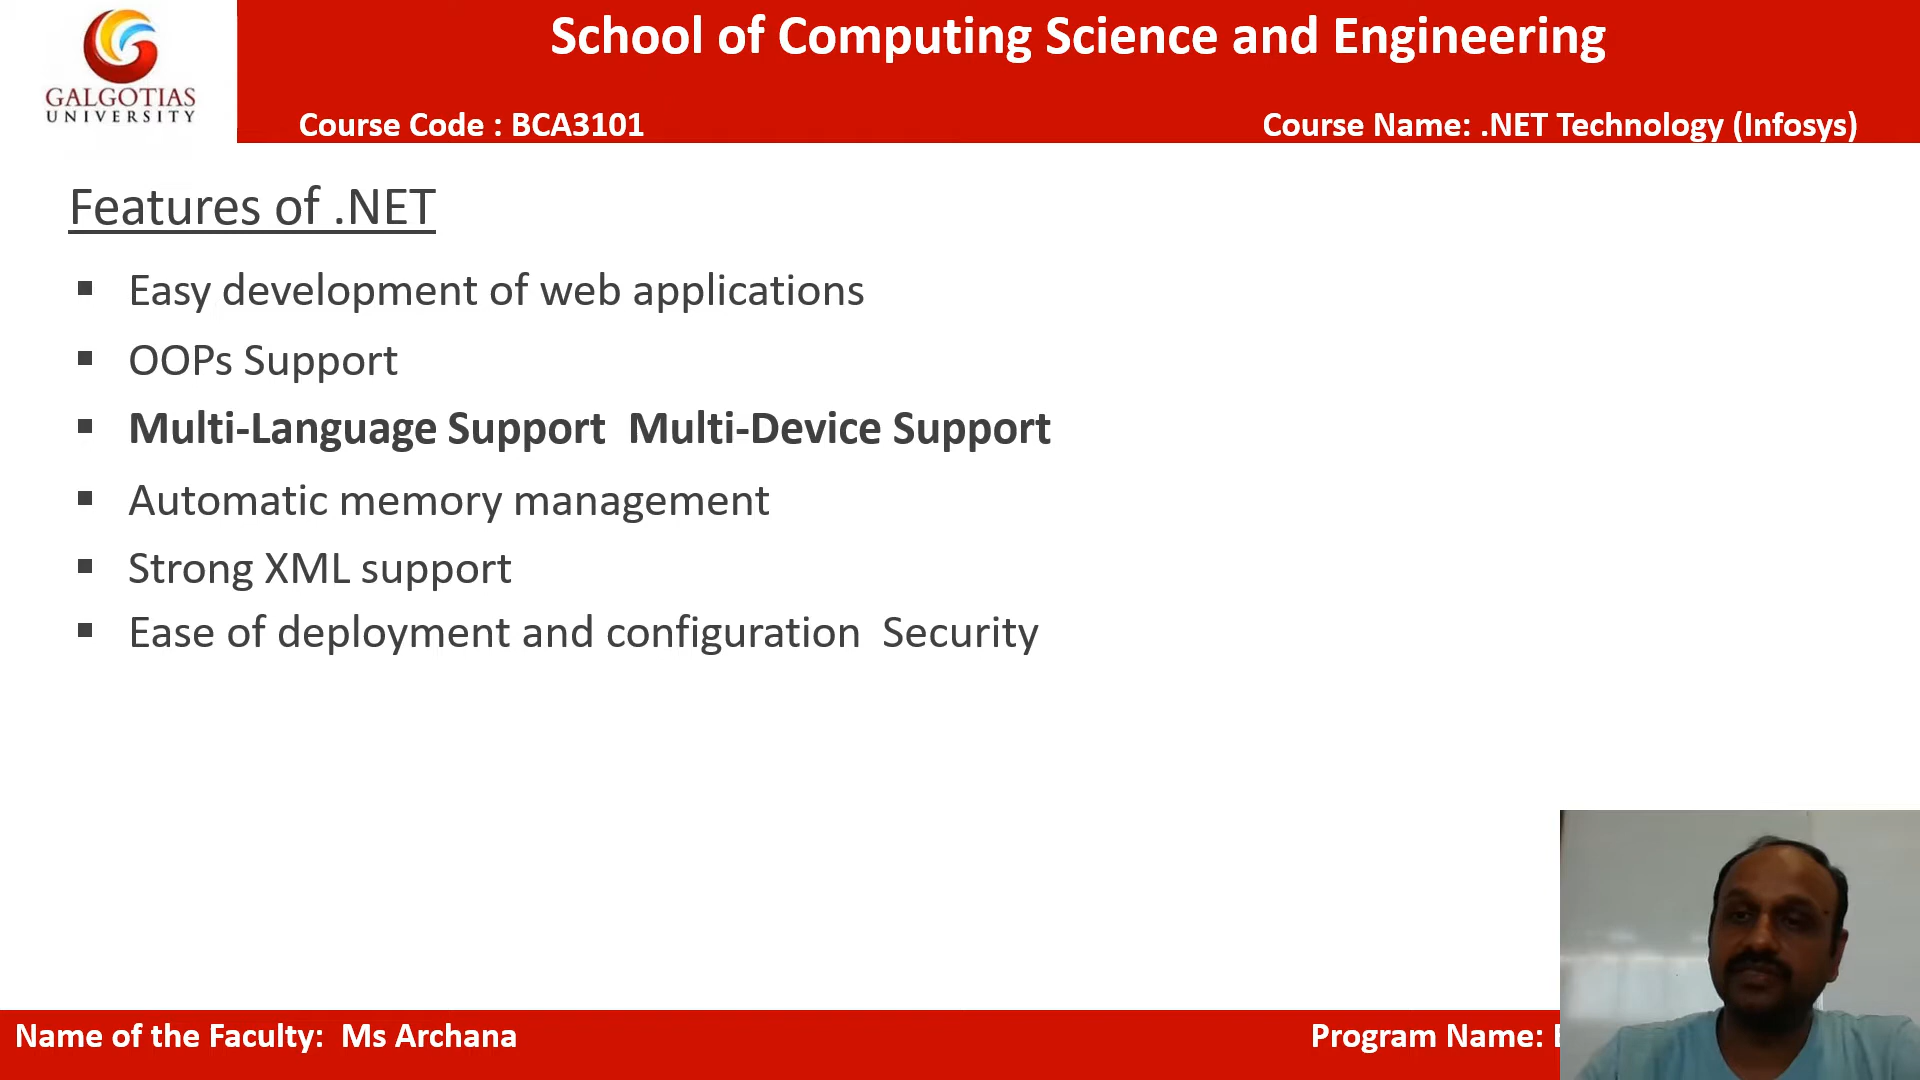 GALGOTIAS
UNIVERSITY
School of Computing Science and Engineering
Course Code : BCA3101
Course Name: .NET Technology (Infosys)
Features of .NET
▪ Easy development of web applications
▪ OOPs Support
▪ Multi-Language Support  Multi-Device Support
▪ Automatic memory management
▪ Strong XML support
▪ Ease of deployment and configuration  Security
Name of the Faculty:  Ms Archana
Program Name: